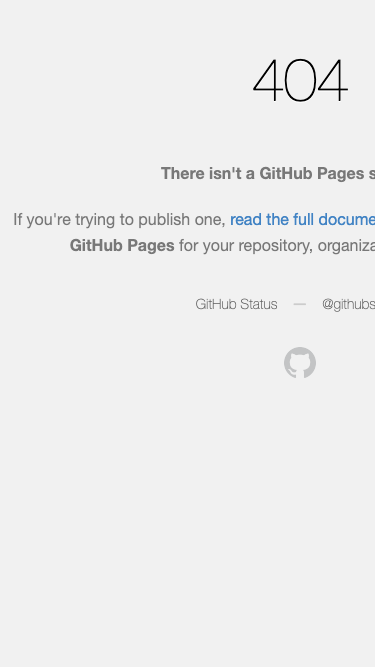 404
There isn't a GitHub Pages s
If you're trying to publish one, read the full docume
GitHub Pages for your repository, organiza
GitHub Status — @githubs